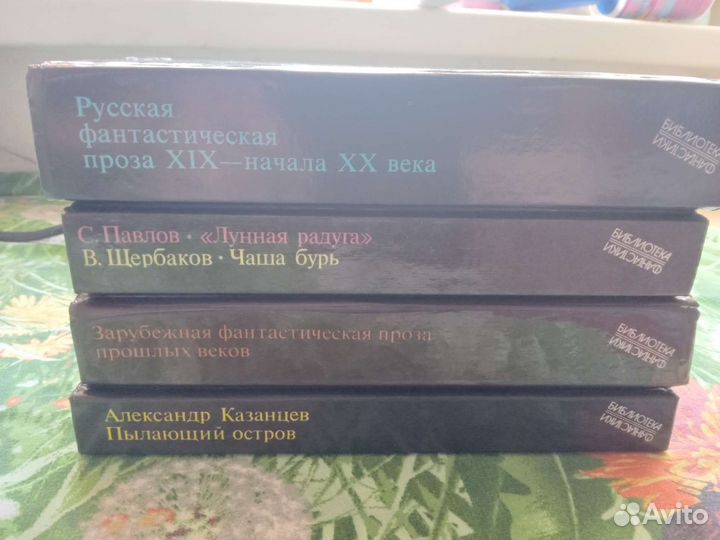 Русская
фантастическая
проза XIX — начала XX века
БИБЛИОТЕКА
ФАНТАСТИКИ
С. Павлов · «Лунная радуга»
В. Щербаков · Чаша бурь
БИБЛИОТЕКА
ФАНТАСТИКИ
Зарубежная фантастическая проза
прошлых веков
БИБЛИОТЕКА
ФАНТАСТИКИ
Александр Казанцев
Пылающий остров
БИБЛИОТЕКА
ФАНТАСТИКИ
Avito